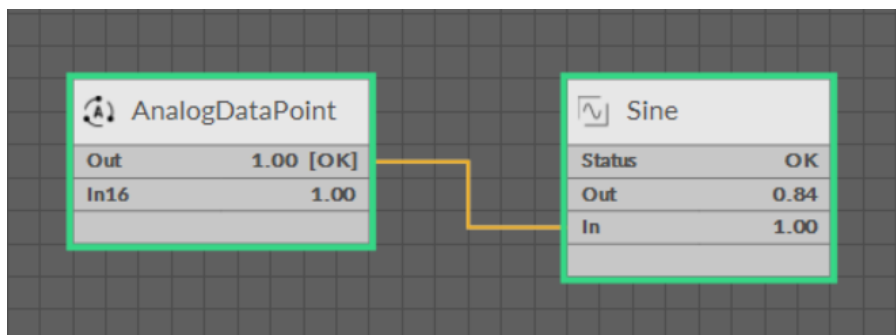 AnalogDataPoint
Out 1.00 [OK]
In16 1.00
Sine
Status OK
Out 0.84
In 1.00